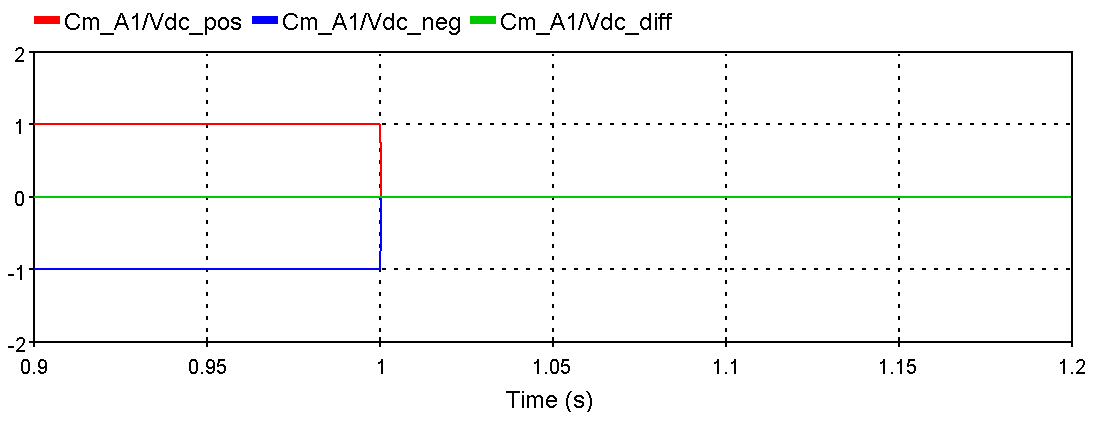 Cm_A1/Vdc_pos Cm_A1/Vdc_neg Cm_A1/Vdc_diff
2
1
0
-1
-2
0.9 0.95 1 1.05 1.1 1.15 1.2
Time (s)